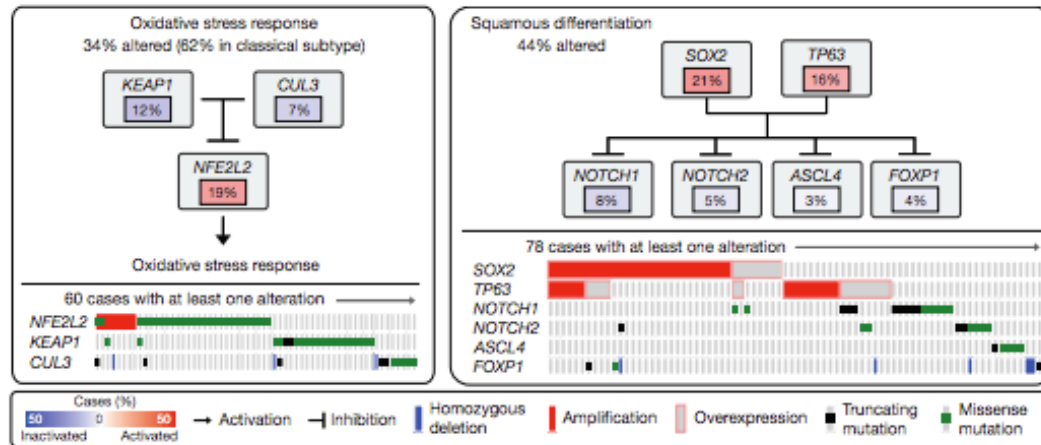 Oxidative stress response
34% altered (62% in classical subtype)
KEAP1
12%
CUL3
7%
NFE2L2
19%
Oxidative stress response
60 cases with at least one alteration
NFE2L2
KEAP1
CUL3
Squamous differentiation
44% altered
SOX2
21%
TP63
16%
NOTCH1
8%
NOTCH2
5%
ASCL4
3%
FOXP1
4%
78 cases with at least one alteration
SOX2
TP63
NOTCH1
NOTCH2
ASCL4
FOXP1
Cases (%)
50 0 50
Inactivated Activated
Activation
Inhibition
Homozygous
deletion
Amplification
Overexpression
Truncating
mutation
Missense
mutation